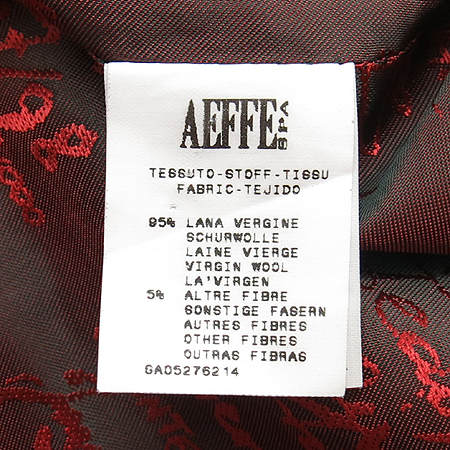 AEFFE SPA
TESSUTO-STOFF-TISSU
FABRIC-TEJIDO
95% LANA VERGINE
SCHURWOLLE
LAINE VIERGE
VIRGIN WOOL
LA'VIRGEN
5% ALTRE FIBRE
SONSTIGE FASERN
AUTRES FIBRES
OTHER FIBRES
OUTRAS FIBRAS
GA05276214